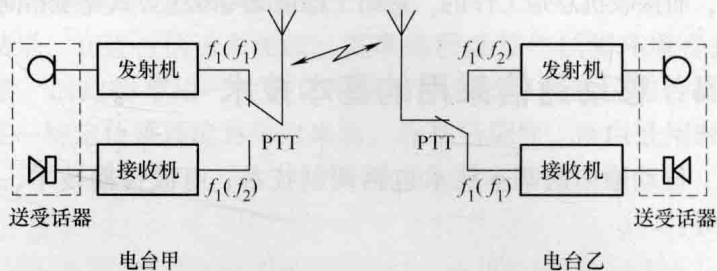 发射机
f₁(f₁)
PTT
接收机
f₁(f₂)
送受话器
电台甲
f₁(f₂)
发射机
PTT
f₁(f₁)
接收机
送受话器
电台乙